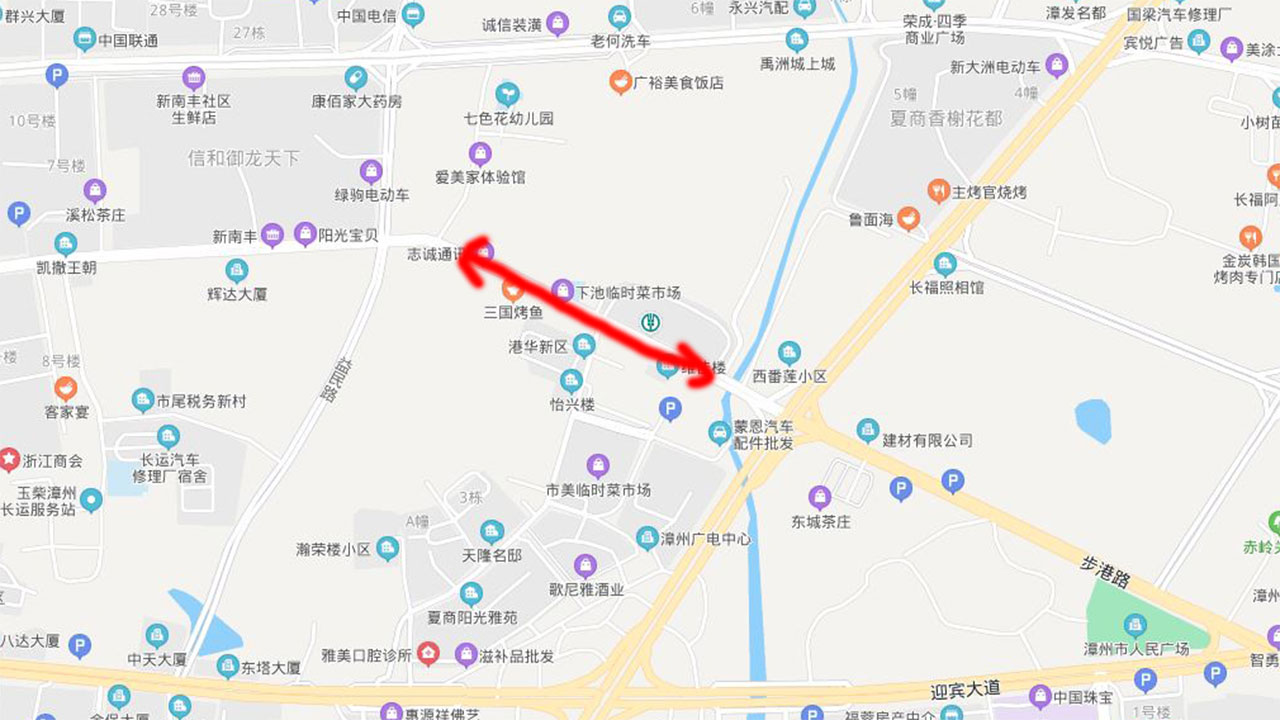 群兴大厦
28号楼
中国电信
诚信装潢
6幢
永兴汽配
荣成·四季
商业广场
漳发名都
国梁汽车修理厂
中国联通
27栋
老何洗车
禹洲城上城
宾悦广告
新大洲电动车
新南丰社区
生鲜店
康佰家大药房
广裕美食饭店
5幢
4幢
夏商香榭花都
10号楼
七色花幼儿园
信和御龙天下
7号楼
绿驹电动车
爱美家体验馆
主烤官烧烤
溪松茶庄
鲁面海
新南丰
阳光宝贝
志诚通讯
凯撒王朝
辉达大厦
金炭韩国
烤肉专门店
长福照相馆
下池临时菜市场
三国烤鱼
港华新区
8号楼
西番莲小区
客家宴
市尾税务新村
怡兴楼
蒙恩汽车
配件批发
建材有限公司
浙江商会
长运汽车
修理厂宿舍
玉柴漳州
长运服务站
3栋
市美临时菜市场
东城茶庄
A幢
瀚荣楼小区
天隆名邸
漳州广电中心
步港路
歌尼雅酒业
夏商阳光雅苑
八达大厦
中天大厦
东塔大厦
雅美口腔诊所
滋补品批发
漳州市人民广场
迎宾大道
中国珠宝
惠源祥佛艺
福蓉房产中介
1号楼